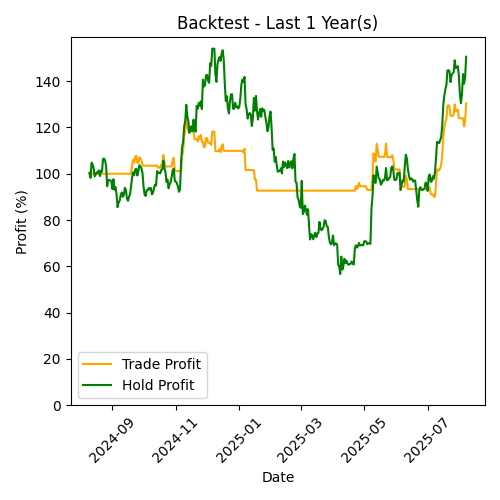 Backtest - Last 1 Year(s)
Profit (%)
140
120
100
80
60
40
20
0
Trade Profit
Hold Profit
2024-09
2024-11
2025-01
2025-03
2025-05
2025-07
Date